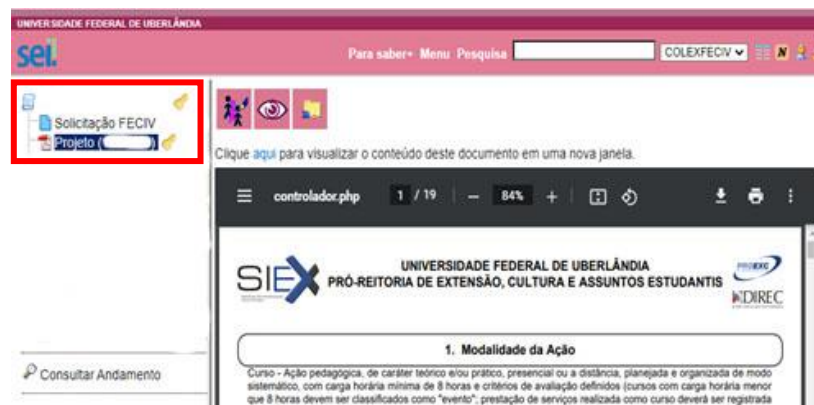 UNIVERSIDADE FEDERAL DE UBERLÂNDIA
sei!
Para saber+ Menu Pesquisa COLEXFECIV N
Solicitação FECIV
Projeto ( )
Clique aqui para visualizar o conteúdo deste documento em uma nova janela.
controlador.php 1 / 19 — 84% +
SIEX
UNIVERSIDADE FEDERAL DE UBERLÂNDIA
PRÓ-REITORIA DE EXTENSÃO, CULTURA E ASSUNTOS ESTUDANTIS
PROEXC
DIREC
1. Modalidade da Ação
Consultar Andamento
Curso - Ação pedagógica, de caráter teórico e/ou prático, presencial ou a distância, planejada e organizada de modo
sistemático, com carga horária mínima de 8 horas e critérios de avaliação definidos (cursos com carga horária menor
que 8 horas devem ser classificados como "evento"; prestação de serviços realizada como curso deverá ser registrada